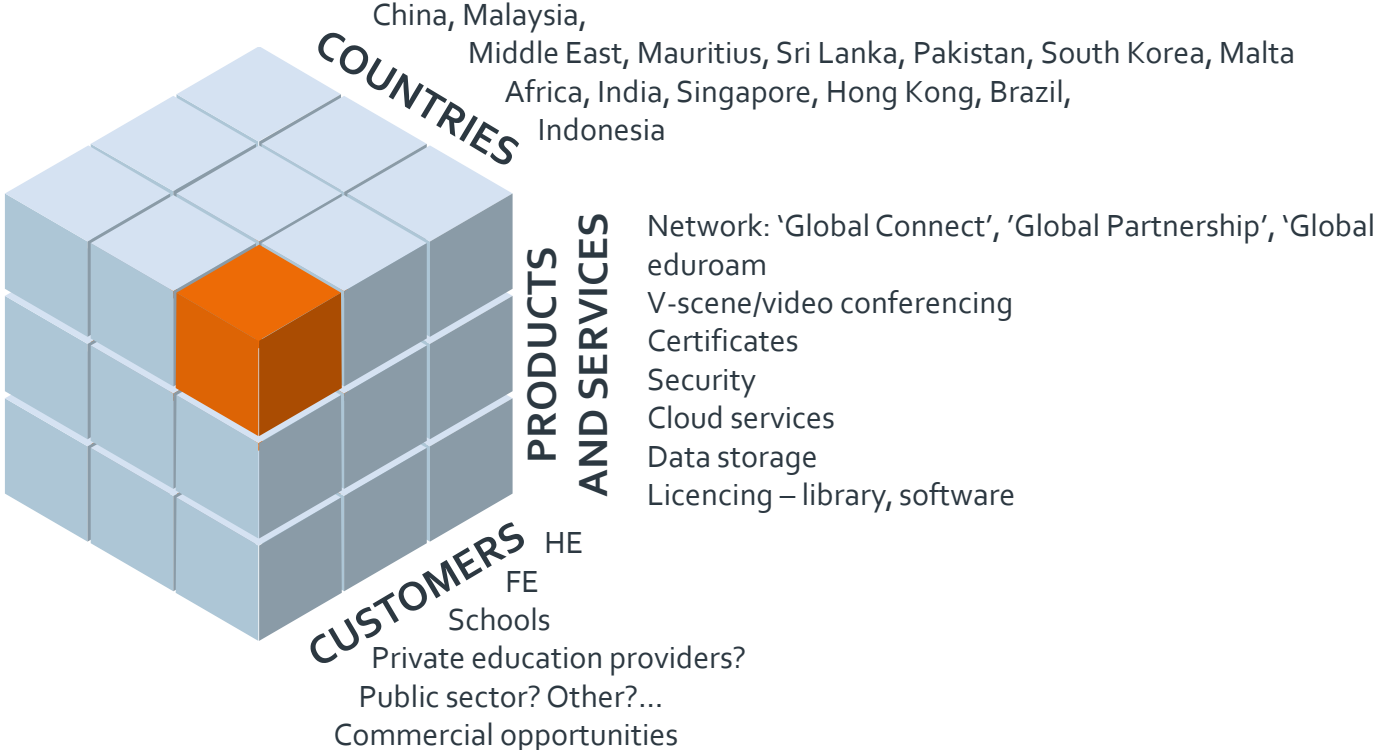 China, Malaysia,
COUNTRIES
Middle East, Mauritius, Sri Lanka, Pakistan, South Korea, Malta
Africa, India, Singapore, Hong Kong, Brazil,
Indonesia
PRODUCTS
AND SERVICES
Network: ‘Global Connect’, ’Global Partnership’, ‘Global
eduroam
V-scene/video conferencing
Certificates
Security
Cloud services
Data storage
Licencing – library, software
CUSTOMERS
HE
FE
Schools
Private education providers?
Public sector? Other?...
Commercial opportunities